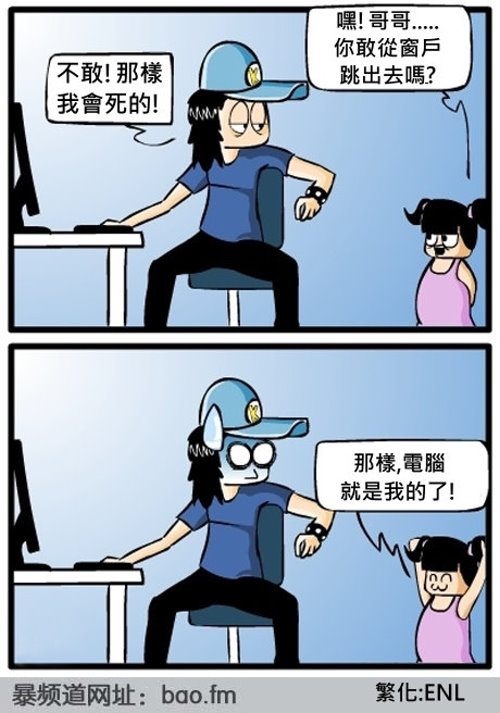 嘿! 哥哥.....
你敢從窗戶
跳出去嗎?
不敢! 那樣
我會死的!
那樣,電腦
就是我的了!
暴频道网址：bao.fm
繁化:ENL